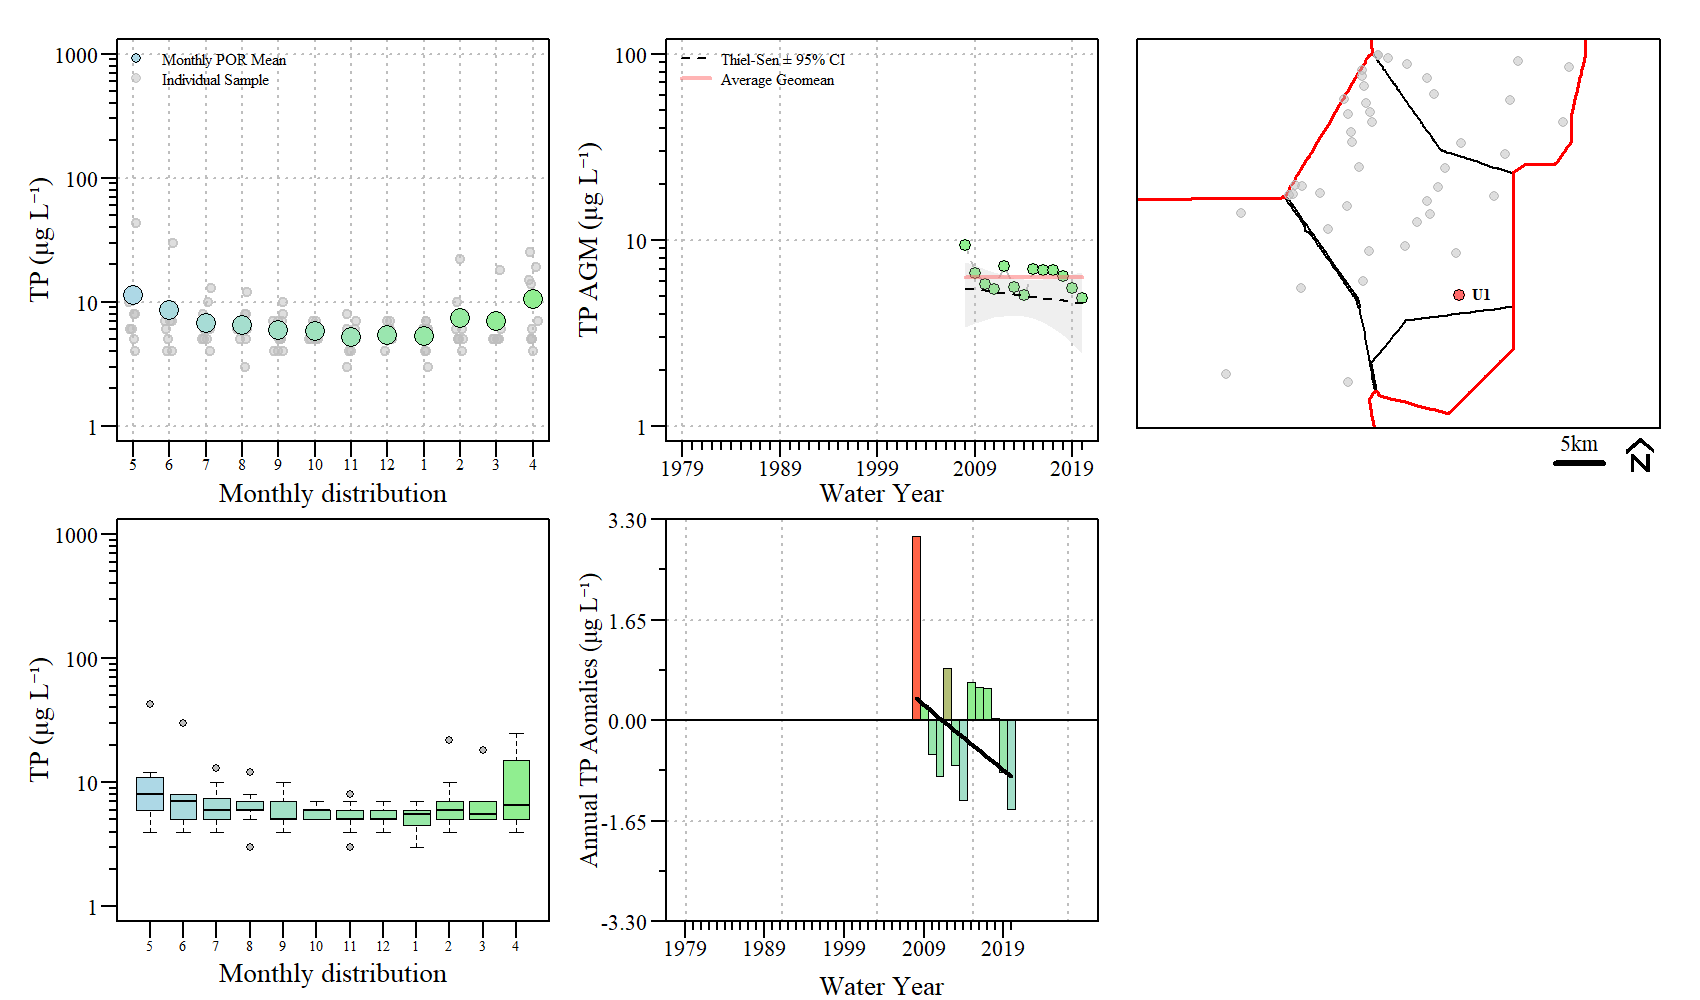 1000
100
10
1
TP (µg L⁻¹)
Monthly POR Mean
Individual Sample
5 6 7 8 9 10 11 12 1 2 3 4
Monthly distribution
100
10
1
TP AGM (µg L⁻¹)
Thiel-Sen ± 95% CI
Average Geomean
1979 1989 1999 2009 2019
Water Year
U1
5km
N
1000
100
10
1
TP (µg L⁻¹)
5 6 7 8 9 10 11 12 1 2 3 4
Monthly distribution
3.30
1.65
0.00
-1.65
-3.30
Annual TP Aomalies (µg L⁻¹)
1979 1989 1999 2009 2019
Water Year